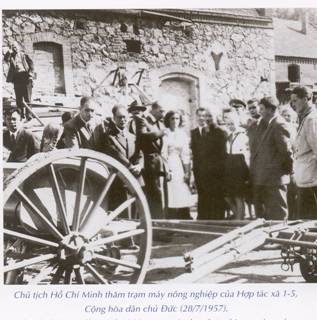 Chủ tịch Hồ Chí Minh thăm trạm máy nông nghiệp của Hợp tác xã 1-5,
Cộng hòa dân chủ Đức (28/7/1957).